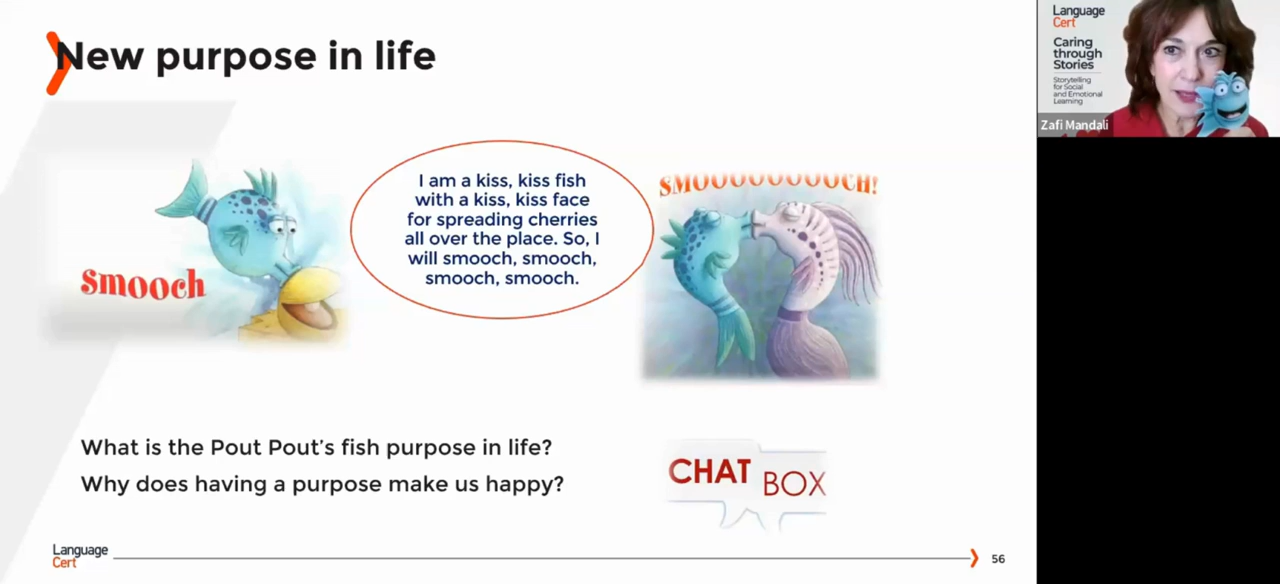 New purpose in life
smooch
I am a kiss, kiss fish
with a kiss, kiss face
for spreading cherries
all over the place. So, I
will smooch, smooch,
smooch, smooch.
SMOOOOOOOOCH!
What is the Pout Pout's fish purpose in life?
Why does having a purpose make us happy?
CHAT
BOX
Language
Cert
56
Language
Cert
Caring
through
Stories
Storytelling
for Social
and Emotional
Learning
Zafi Mandali